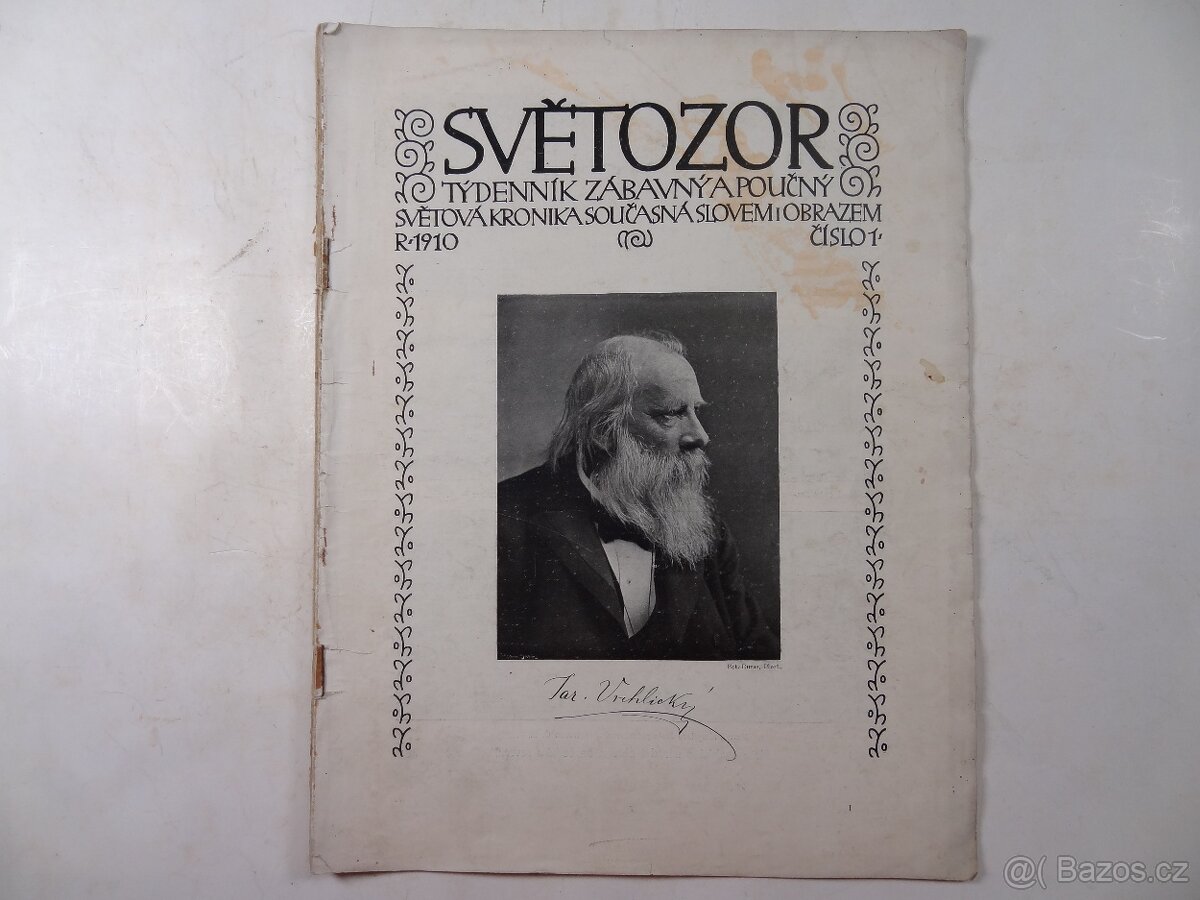 SVĚTOZOR
TÝDENNÍK ZÁBAVNÝ A POUČNÝ
SVĚTOVÁ KRONIKA SOUČASNÁ SLOVEM I OBRAZEM
R·1910 ČÍSLO 1·
Jar. Vrchlický
@( Bazos.cz